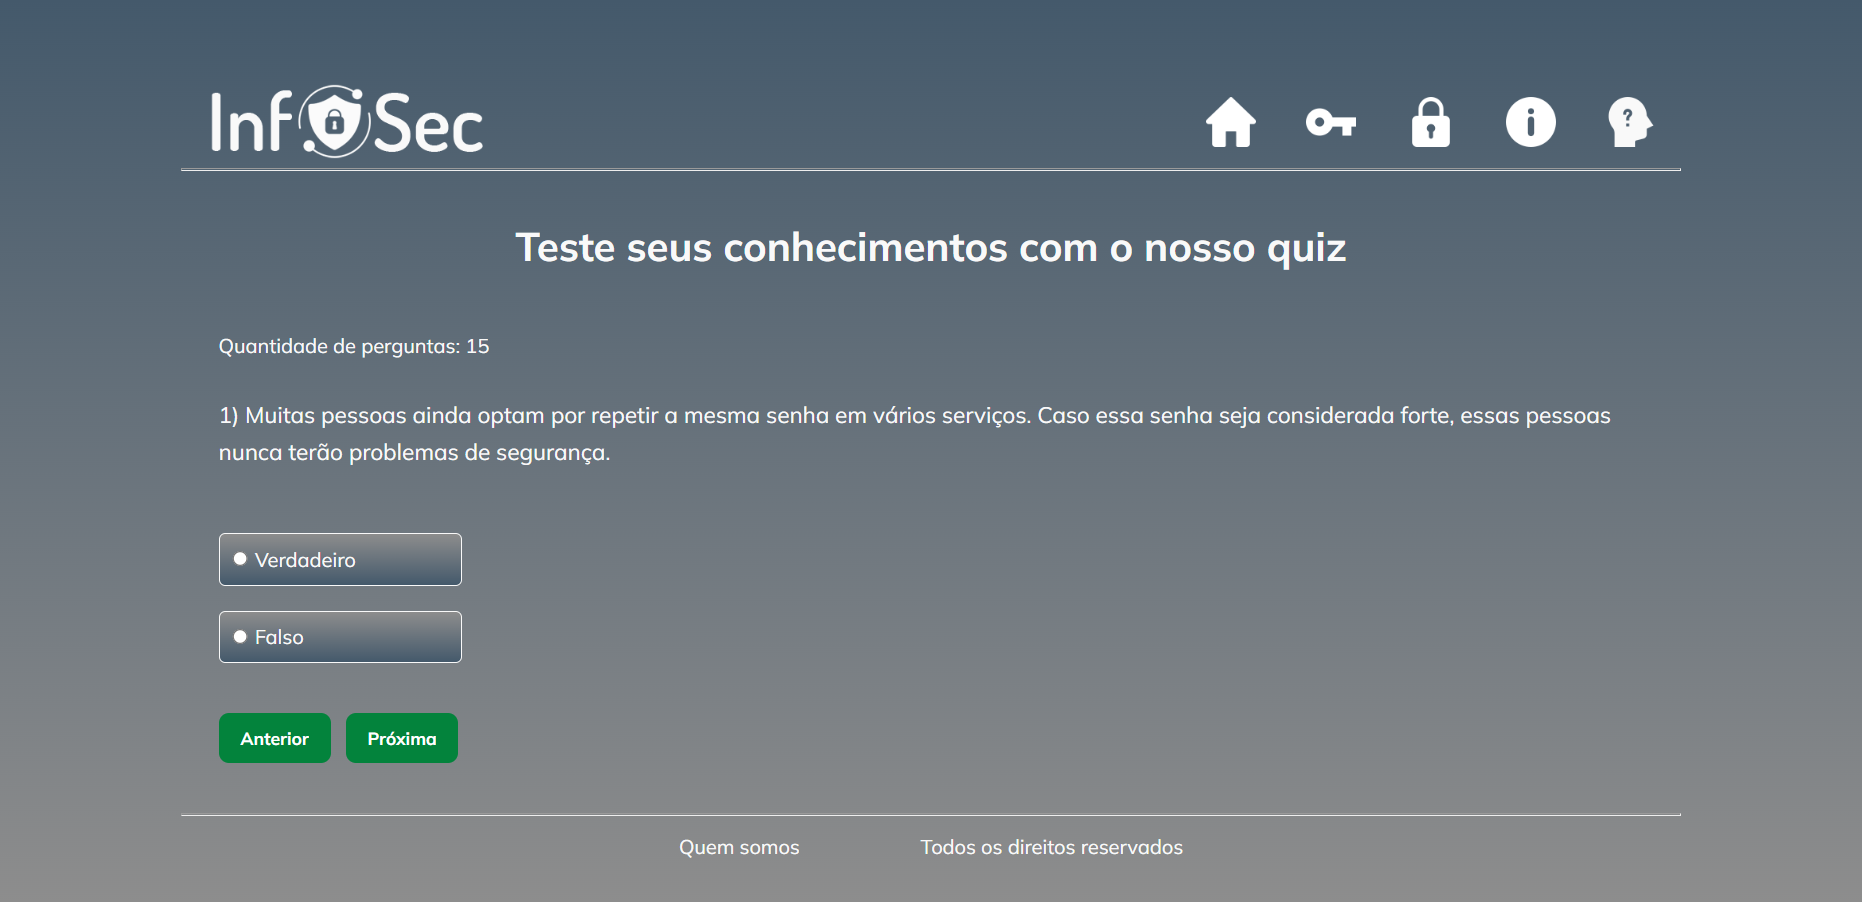 InfoSec
Teste seus conhecimentos com o nosso quiz
Quantidade de perguntas: 15
1) Muitas pessoas ainda optam por repetir a mesma senha em vários serviços. Caso essa senha seja considerada forte, essas pessoas
nunca terão problemas de segurança.
Verdadeiro
Falso
Anterior Próxima
Quem somos Todos os direitos reservados